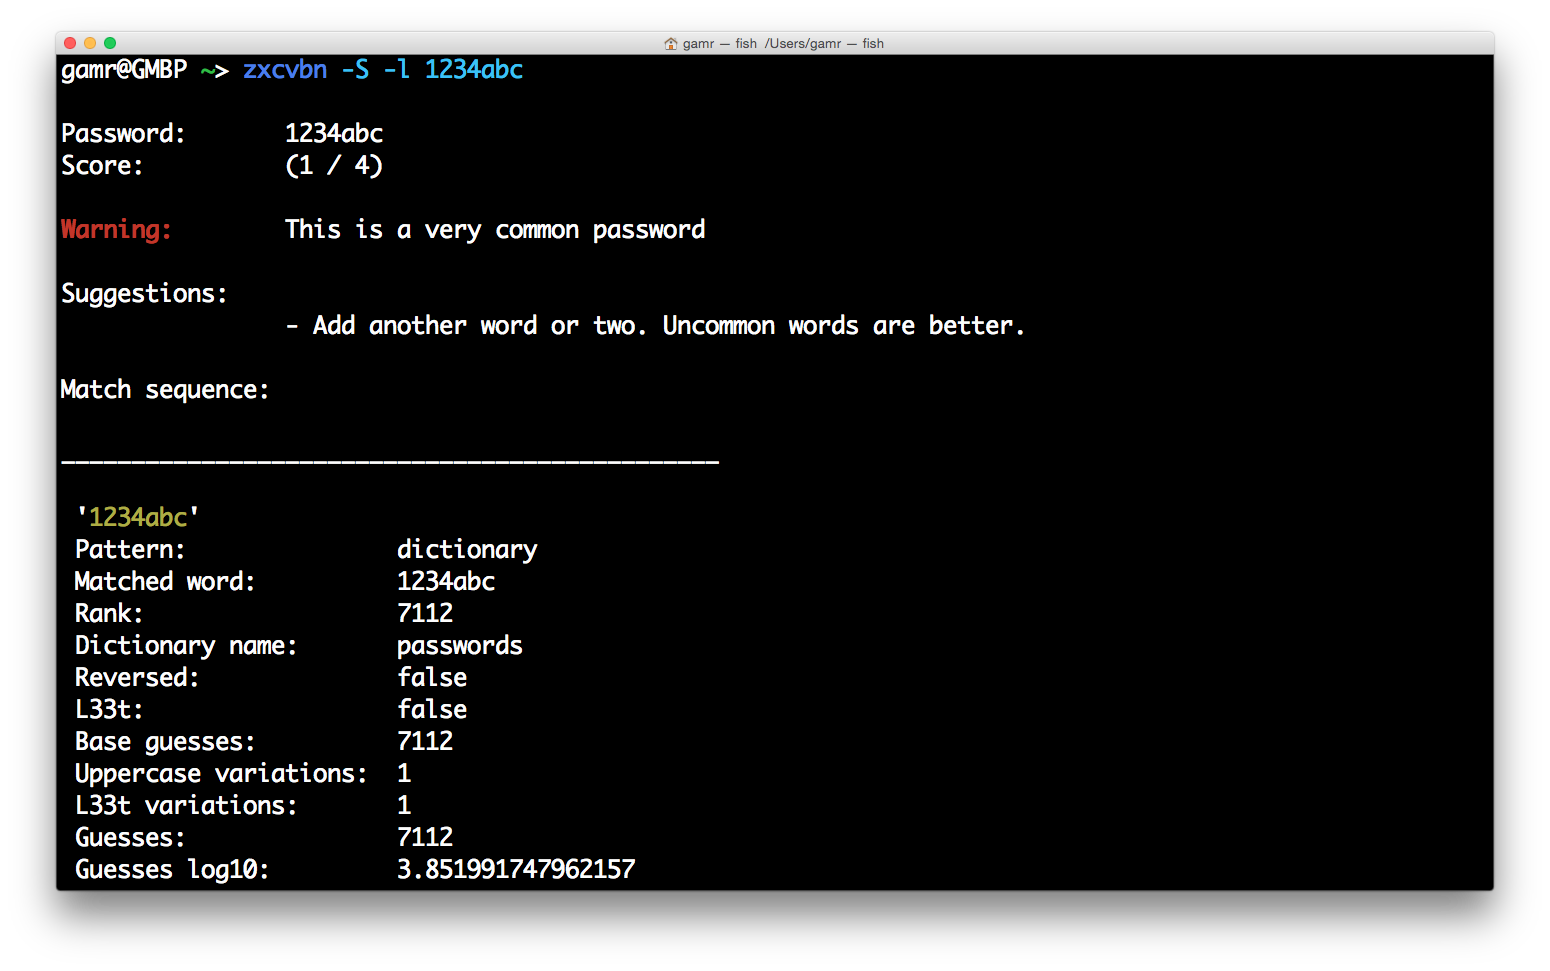 gamr — fish /Users/gamr — fish
gamr@GMBP ~> zxcvbn -S -l 1234abc
Password: 1234abc
Score: (1 / 4)
Warning: This is a very common password
Suggestions:
- Add another word or two. Uncommon words are better.
Match sequence:
_______________________________________________
'1234abc'
Pattern: dictionary
Matched word: 1234abc
Rank: 7112
Dictionary name: passwords
Reversed: false
L33t: false
Base guesses: 7112
Uppercase variations: 1
L33t variations: 1
Guesses: 7112
Guesses log10: 3.851991747962157